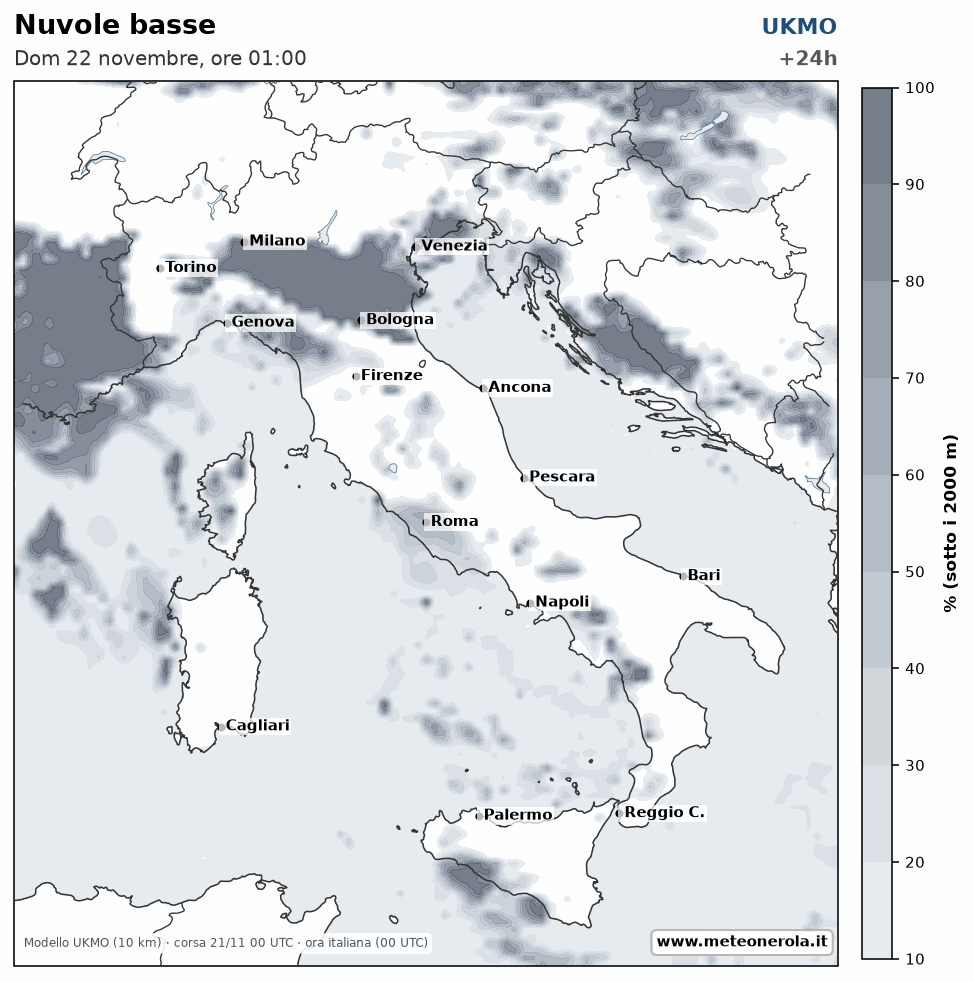 Nuvole basse
UKMO
Dom 22 novembre, ore 01:00
+24h
100
90
80
70
60
50
40
30
20
10
% (sotto i 2000 m)
Milano
Venezia
Torino
Genova
Bologna
Firenze
Ancona
Pescara
Roma
Bari
Napoli
Cagliari
Palermo
Reggio C.
Modello UKMO (10 km) · corsa 21/11 00 UTC · ora italiana (00 UTC)
www.meteonerola.it